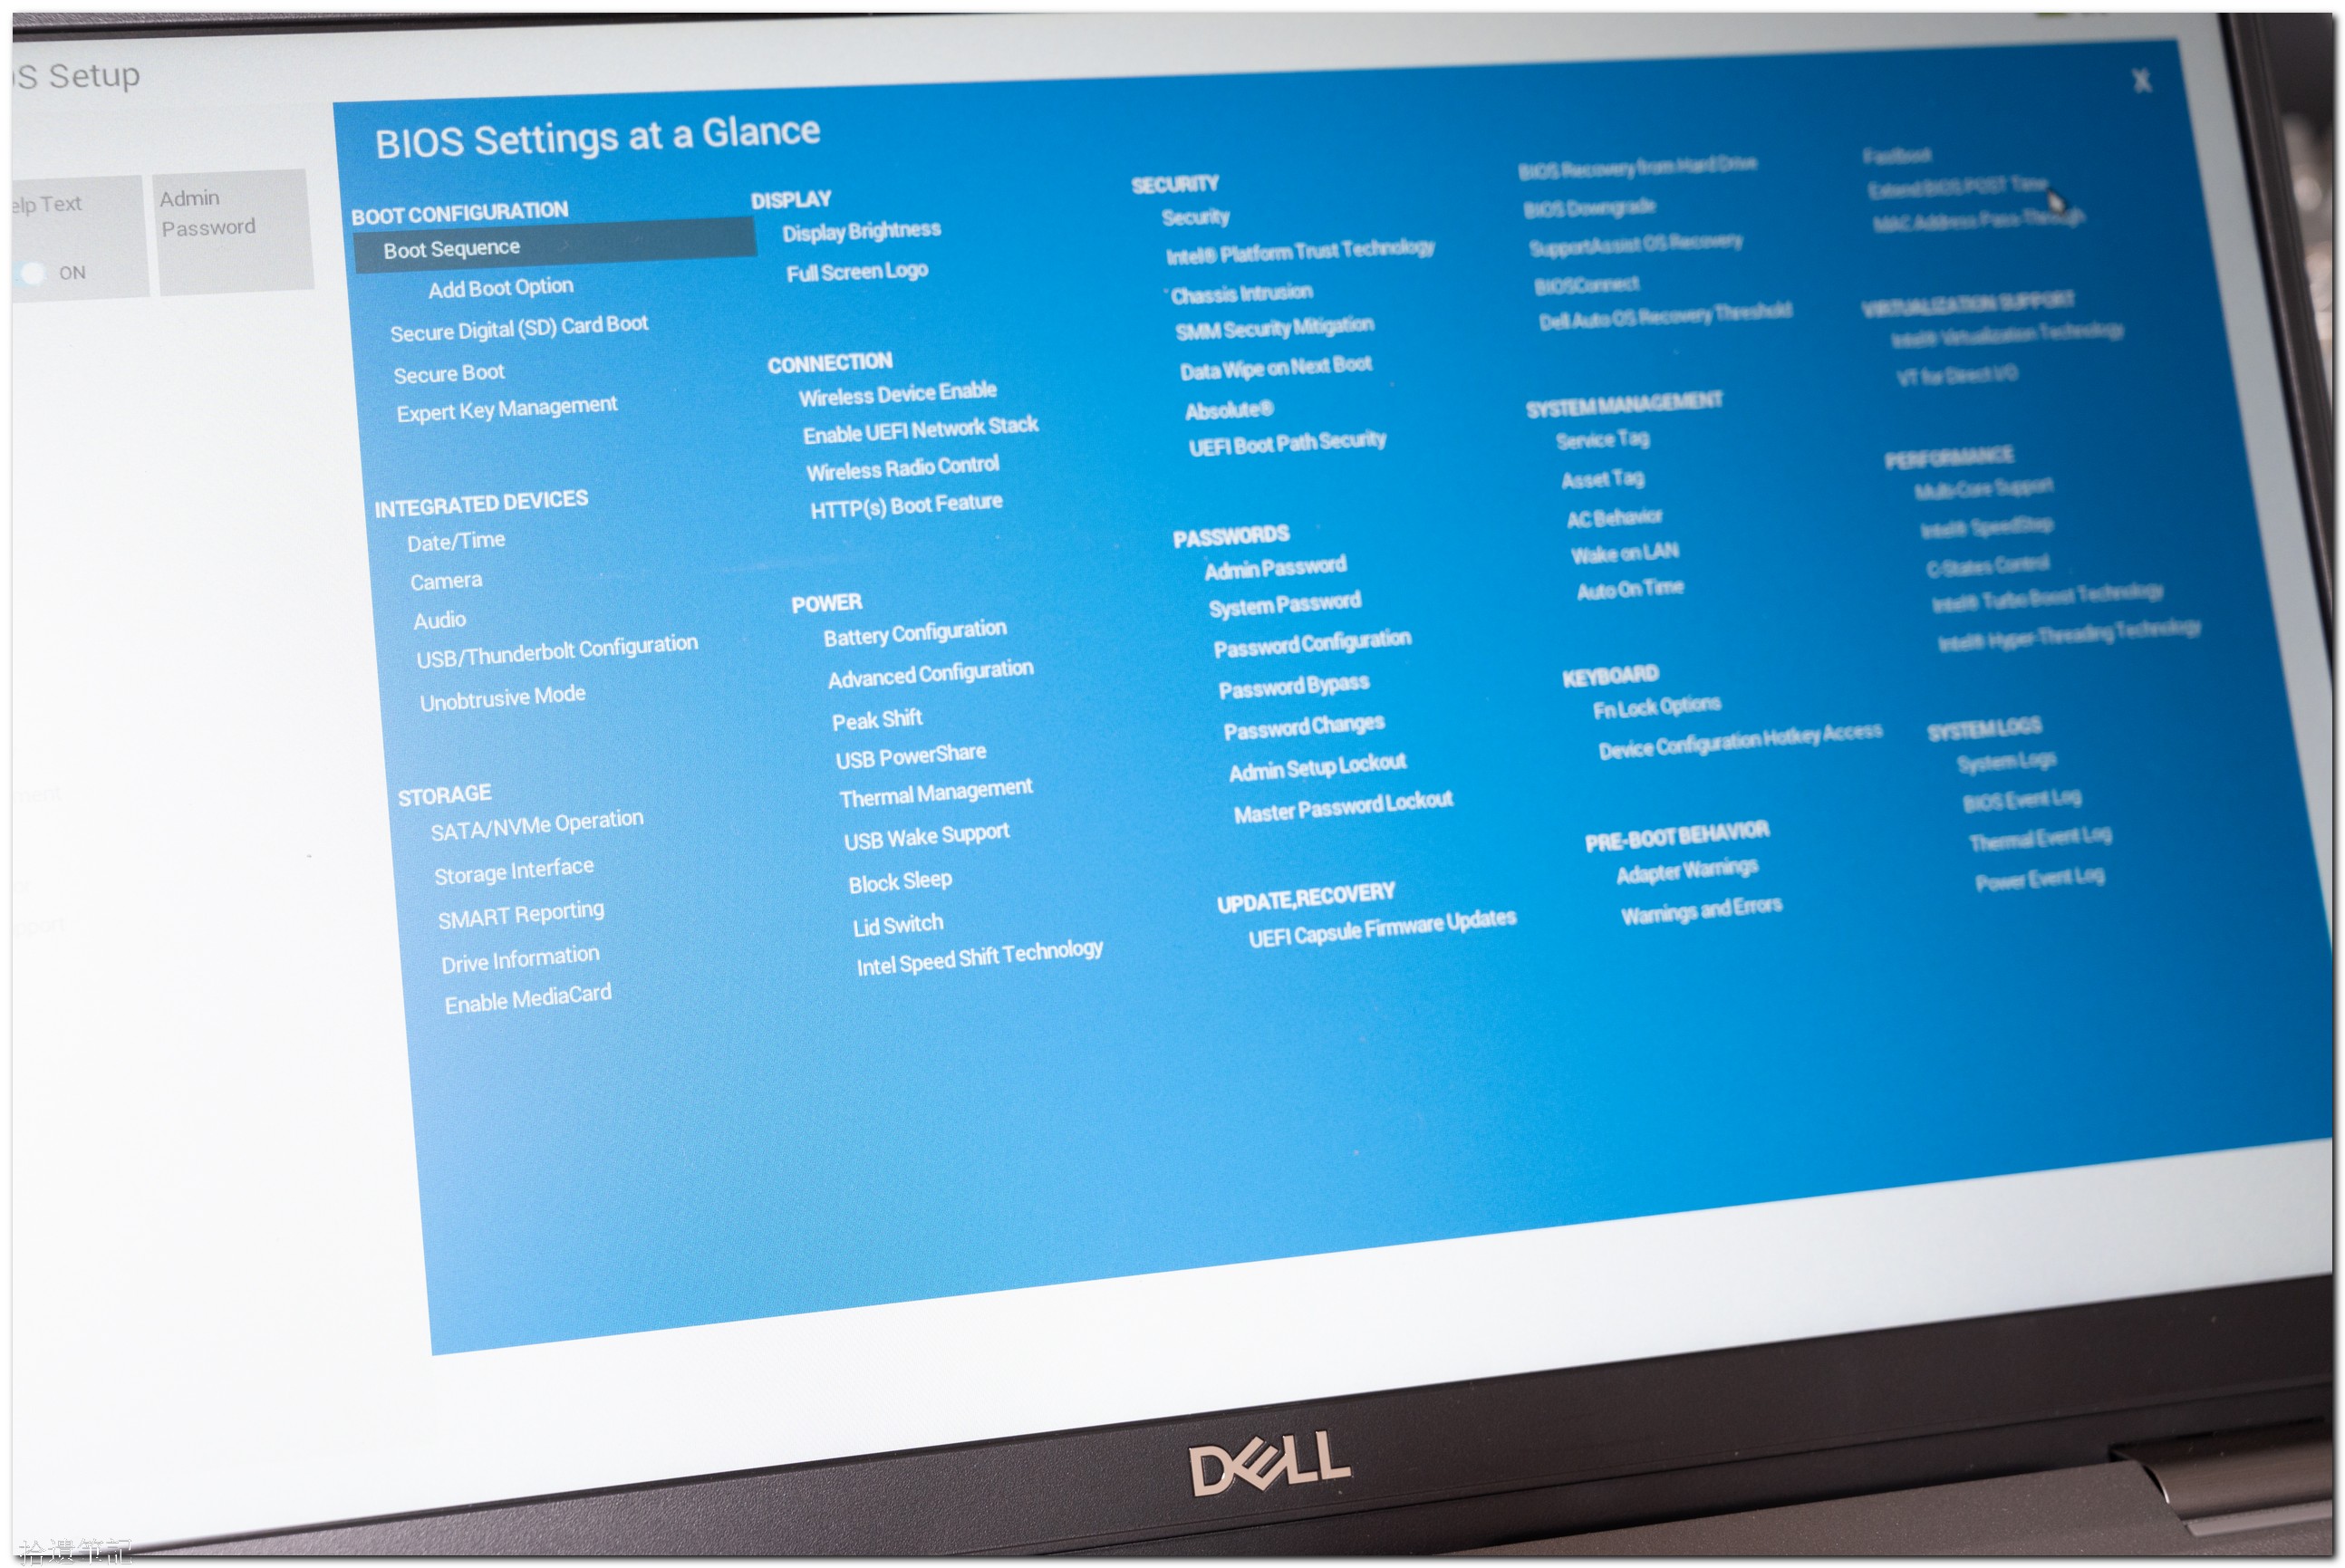 S Setup
elp Text
ON
Admin
Password
BIOS Settings at a Glance
X
BOOT CONFIGURATION
Boot Sequence
Add Boot Option
Secure Digital (SD) Card Boot
Secure Boot
Expert Key Management
INTEGRATED DEVICES
Date/Time
Camera
Audio
USB/Thunderbolt Configuration
Unobtrusive Mode
STORAGE
SATA/NVMe Operation
Storage Interface
SMART Reporting
Drive Information
Enable MediaCard
DISPLAY
Display Brightness
Full Screen Logo
CONNECTION
Wireless Device Enable
Enable UEFI Network Stack
Wireless Radio Control
HTTP(s) Boot Feature
POWER
Battery Configuration
Advanced Configuration
Peak Shift
USB PowerShare
Thermal Management
USB Wake Support
Block Sleep
Lid Switch
Intel Speed Shift Technology
SECURITY
Security
Intel® Platform Trust Technology
Chassis Intrusion
SMM Security Mitigation
Data Wipe on Next Boot
Absolute®
UEFI Boot Path Security
PASSWORDS
Admin Password
System Password
Password Configuration
Password Bypass
Password Changes
Admin Setup Lockout
Master Password Lockout
UPDATE,RECOVERY
UEFI Capsule Firmware Updates
BIOS Recovery from Hard Drive
BIOS Downgrade
SupportAssist OS Recovery
BIOSConnect
Dell Auto OS Recovery Threshold
SYSTEM MANAGEMENT
Service Tag
Asset Tag
AC Behavior
Wake on LAN
Auto On Time
KEYBOARD
Fn Lock Options
Device Configuration Hotkey Access
PRE-BOOT BEHAVIOR
Adapter Warnings
Warnings and Errors
Fastboot
Extend BIOS POST Time
MAC Address Pass-Through
VIRTUALIZATION SUPPORT
Intel® Virtualization Technology
VT for Direct I/O
PERFORMANCE
Multi-Core Support
Intel® SpeedStep
C-States Control
Intel® Turbo Boost Technology
Intel® Hyper-Threading Technology
SYSTEM LOGS
System Logs
BIOS Event Log
Thermal Event Log
Power Event Log
DELL
拾遺筆記